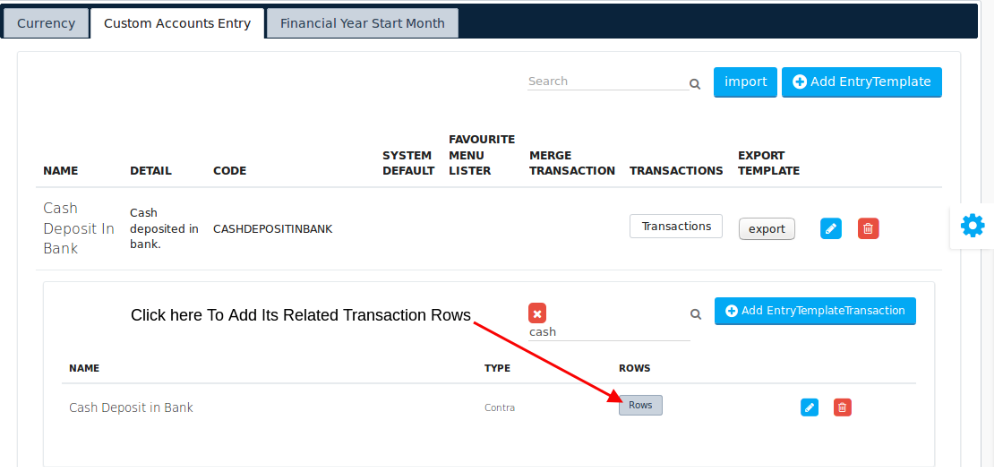 Currency
Custom Accounts Entry
Financial Year Start Month
Search
import
Add EntryTemplate
NAME
DETAIL
CODE
SYSTEM DEFAULT
FAVOURITE MENU LISTER
MERGE TRANSACTION
TRANSACTIONS
EXPORT TEMPLATE
Cash Deposit In Bank
Cash deposited in bank.
CASHDEPOSITINBANK
Transactions
export
Click here To Add Its Related Transaction Rows
cash
Add EntryTemplateTransaction
NAME
TYPE
ROWS
Cash Deposit in Bank
Contra
Rows